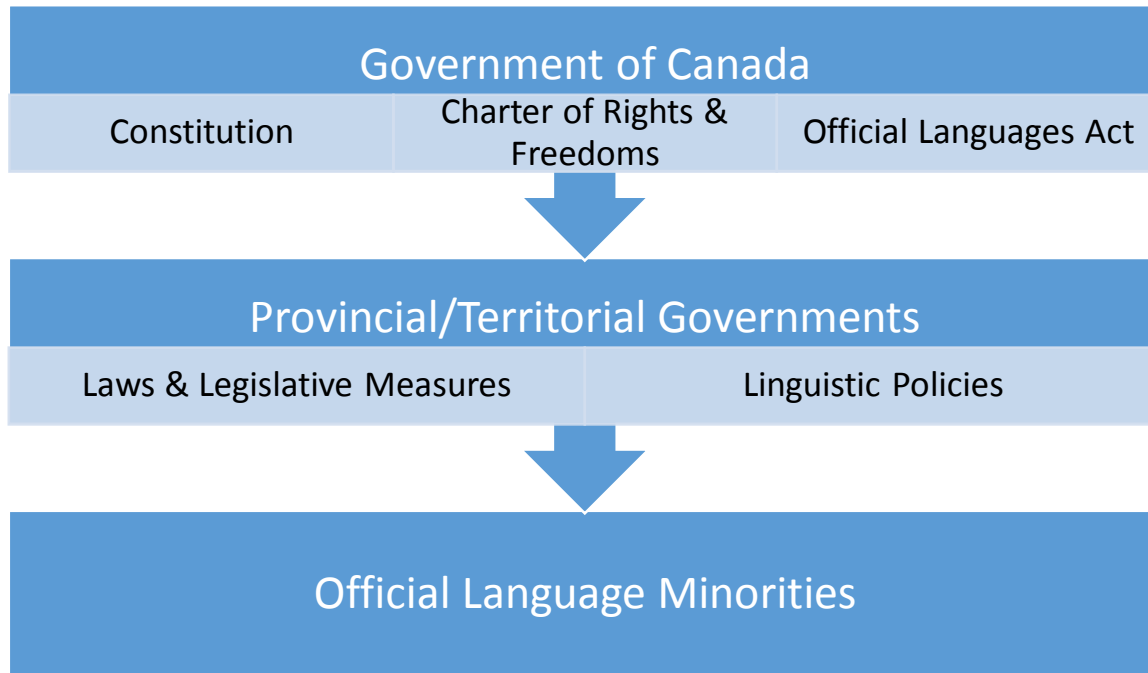 Government of Canada
Constitution
Charter of Rights &
Freedoms
Official Languages Act
Provincial/Territorial Governments
Laws & Legislative Measures
Linguistic Policies
Official Language Minorities